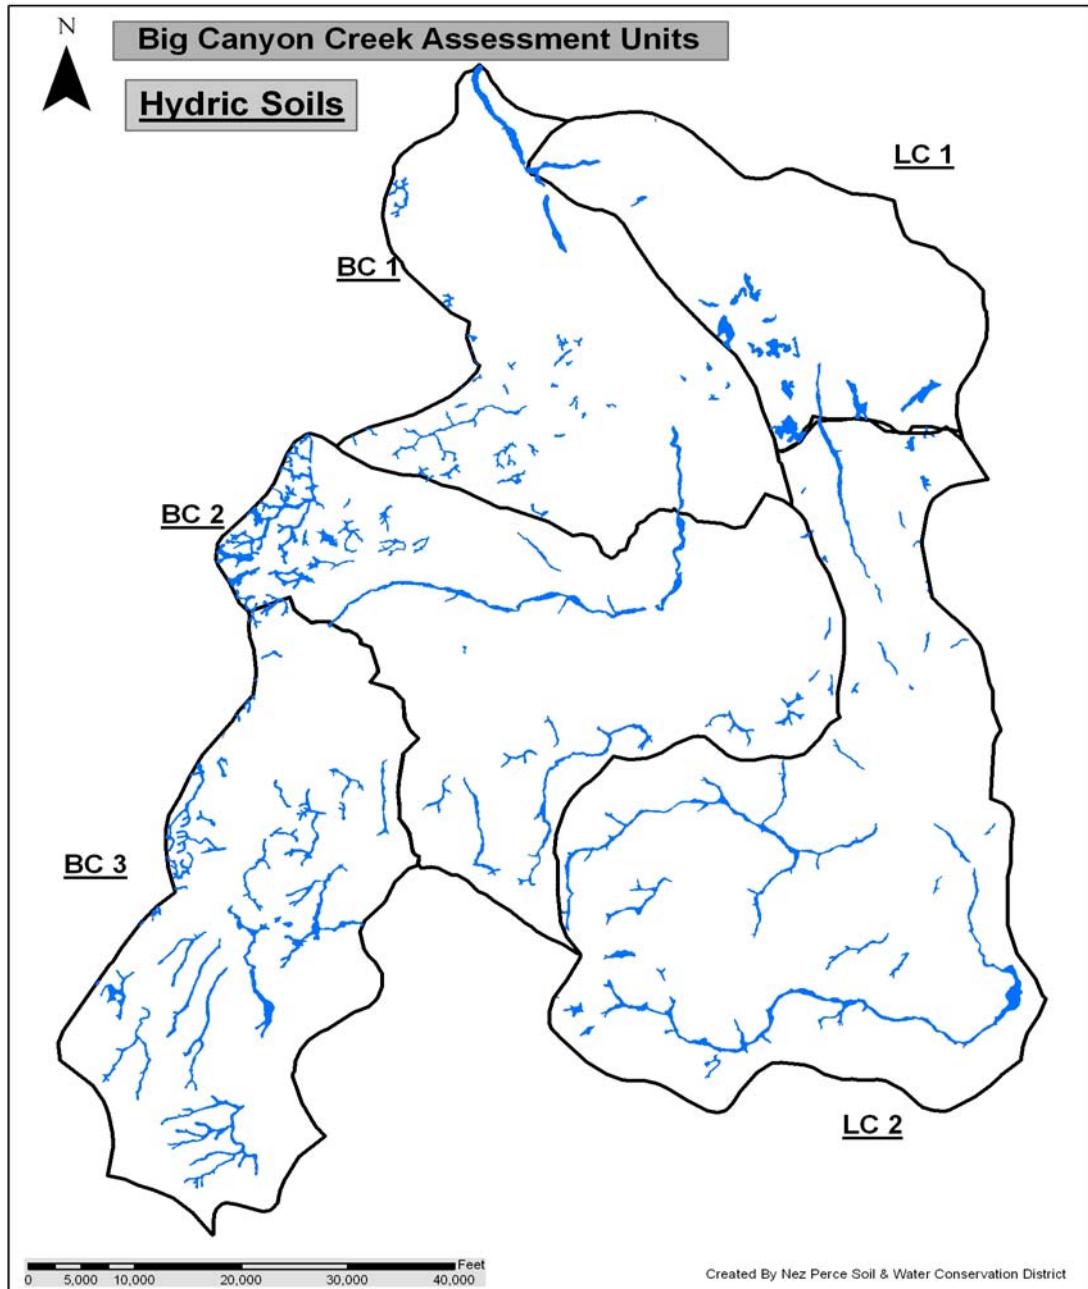 N
Big Canyon Creek Assessment Units
Hydric Soils
LC 1
BC 1
BC 2
BC 3
LC 2
Feet
0 5,000 10,000 20,000 30,000 40,000
Created By Nez Perce Soil & Water Conservation District